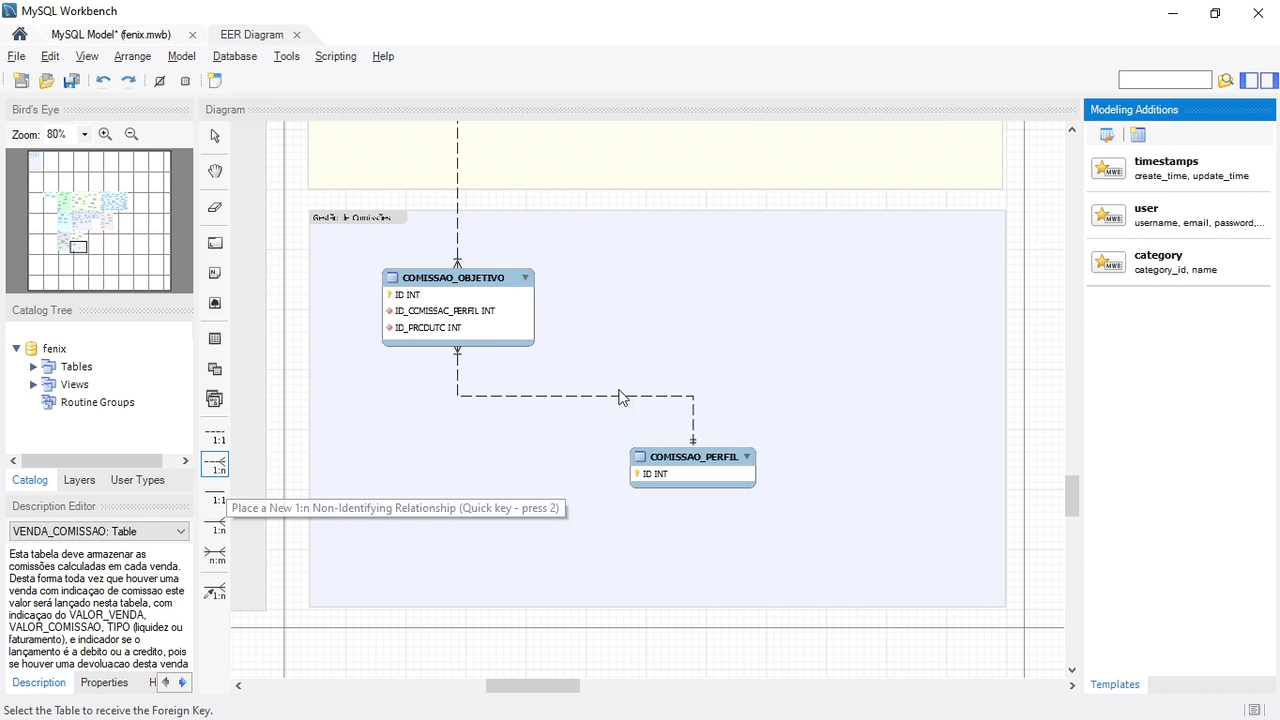 MySQL Workbench
MySQL Model* (fenix.mwb)
EER Diagram
File Edit View Arrange Model Database Tools Scripting Help
Bird's Eye
Diagram
Modeling Additions
Zoom: 80%
timestamps
create_time, update_time
user
username, email, password,...
category
category_id, name
Gestão de Comissões
COMISSAO_OBJETIVO
ID INT
ID_COMISSAO_PERFIL INT
ID_PRODUTO INT
COMISSAO_PERFIL
ID INT
Catalog Tree
fenix
Tables
Views
Routine Groups
Catalog Layers User Types
1:1
1:n
1:1
1:n
n:m
1:n
Place a New 1:n Non-Identifying Relationship (Quick key - press 2)
Description Editor
VENDA_COMISSAO: Table
Esta tabela deve amazenar as
comissões calculadas em cada venda.
Desta forma toda vez que houver uma
venda com indicaçao de comissao este
valor será lançado nesta tabela, com
indicaçao do VALOR_VENDA,
VALOR_COMISSAO, TIPO (liquidez ou
faturamento), e indicador se o
lançamento é a debito ou a credito, pois
se houver uma devoluacao desta venda
Description Properties H
Templates
Select the Table to receive the Foreign Key.